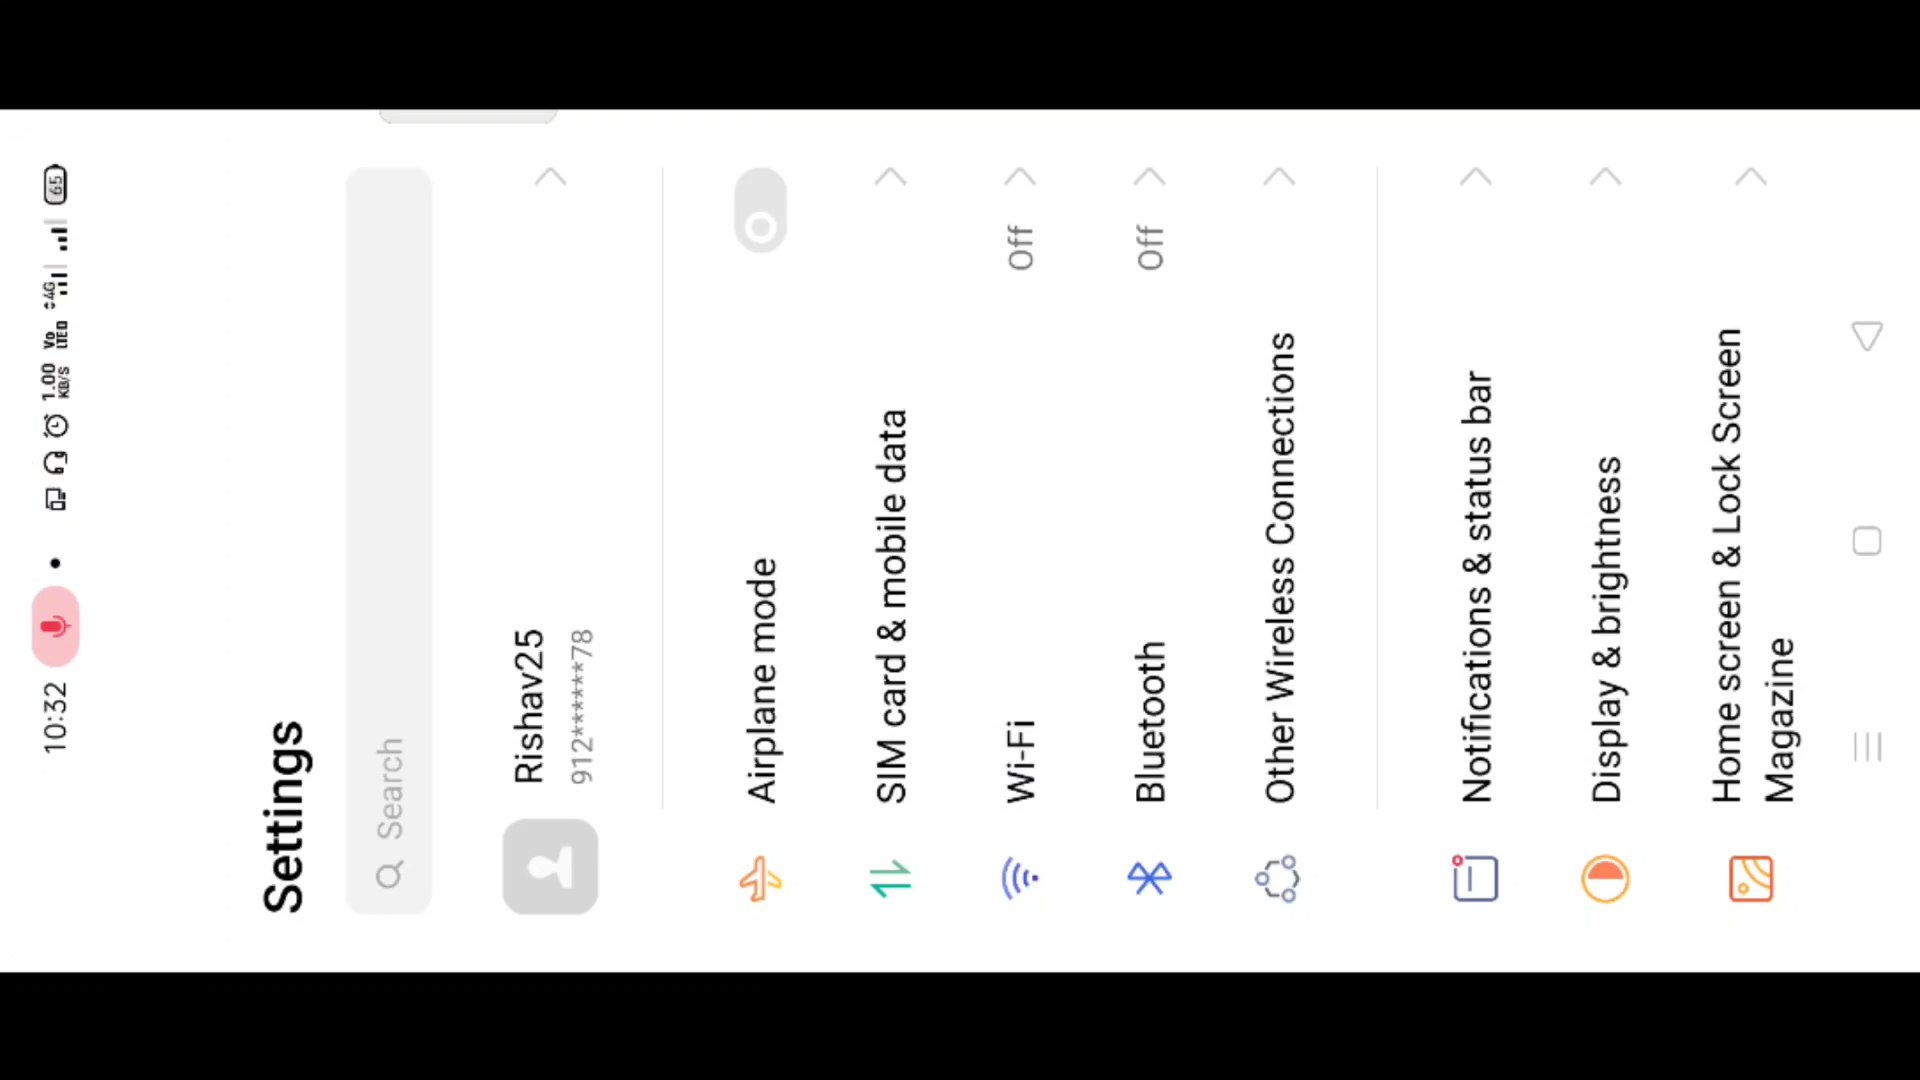 10:32 1.00 KB/S Vo LTE 4G 65
Settings
Search
Rishav25
912******78
Airplane mode
SIM card & mobile data
Wi-Fi Off
Bluetooth Off
Other Wireless Connections
Notifications & status bar
Display & brightness
Home screen & Lock Screen
Magazine